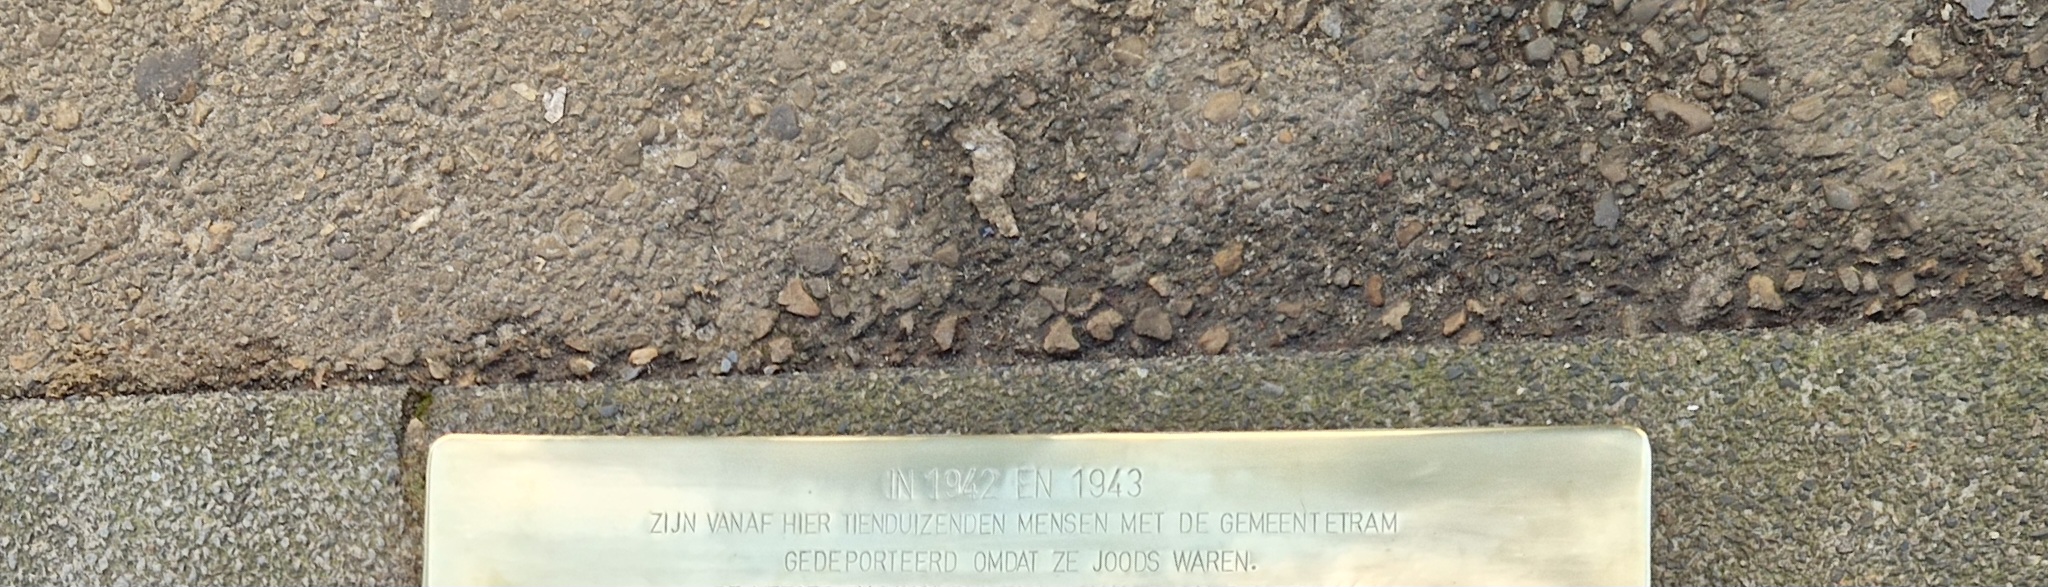 IN 1942 EN 1943
ZIJN VANAF HIER TIENDUIZENDEN MENSEN MET DE GEMEENTETRAM
GEDEPORTEERD OMDAT ZE JOODS WAREN.